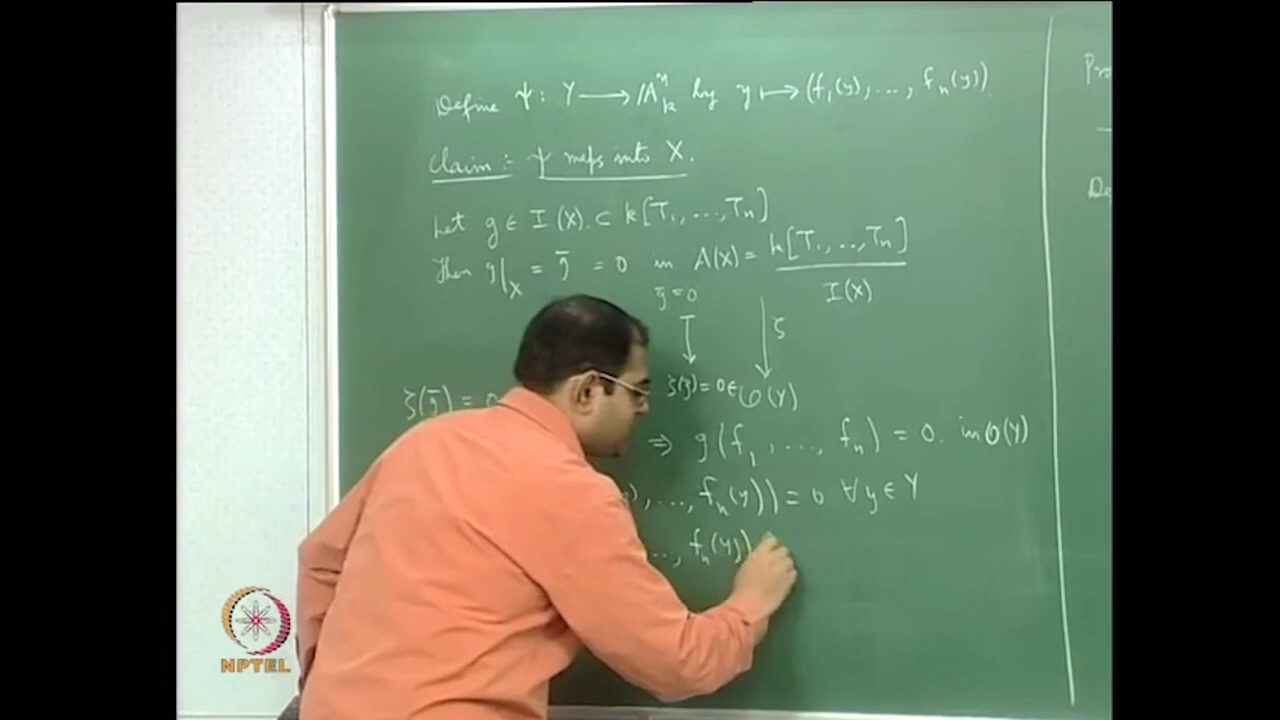 Define ψ : Y ⟶ 𝔸ⁿₖ by y ⟼ (f₁(y), ..., fₙ(y)).
Claim :- ψ maps into X.
Let g ∈ I(X) ⊂ k[T₁, ..., Tₙ]
Then g|_X = ḡ = 0 in A(X) = k[T₁, .., Tₙ]
I(X)
ḡ = 0
ζ
ζ(ḡ) = 0 ∈ O(Y)
ζ(ḡ) = 0
⇒ g(f₁, ..., fₙ) = 0. in O(Y)
, ..., fₙ(y)) = 0 ∀ y ∈ Y
..., fₙ(y))
NPTEL